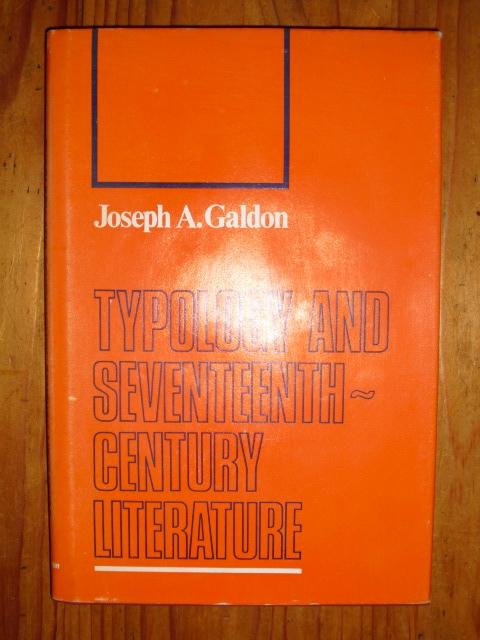 Joseph A. Galdon
TYPOLOGY AND
SEVENTEENTH~
CENTURY
LITERATURE